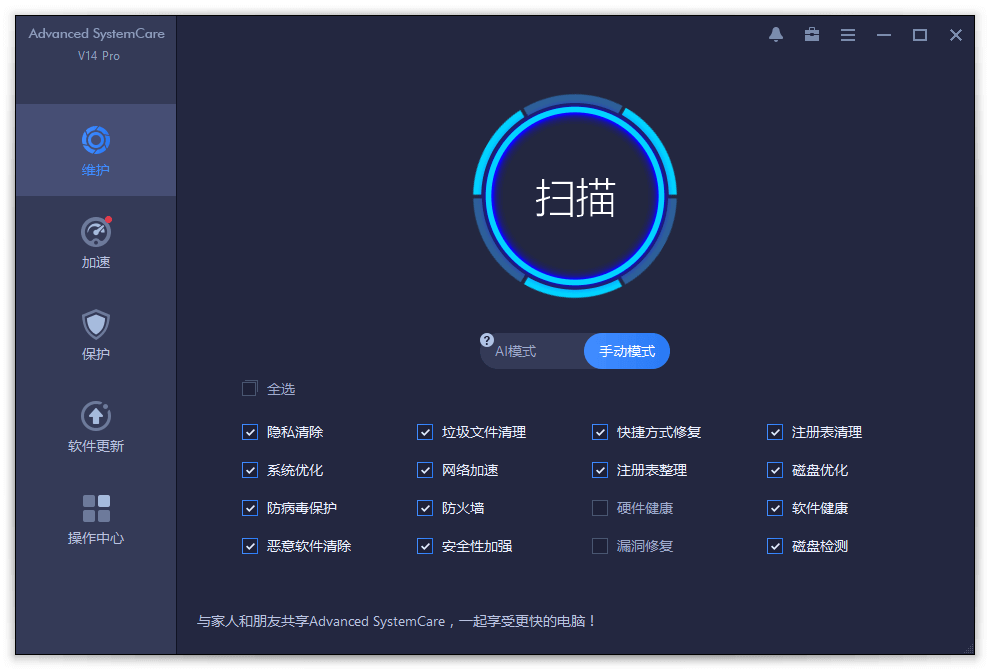 Advanced SystemCare
V14 Pro
维护
加速
保护
软件更新
操作中心
扫描
? AI模式 手动模式
全选
隐私清除 垃圾文件清理 快捷方式修复 注册表清理
系统优化 网络加速 注册表整理 磁盘优化
防病毒保护 防火墙 硬件健康 软件健康
恶意软件清除 安全性加强 漏洞修复 磁盘检测
与家人和朋友共享Advanced SystemCare，一起享受更快的电脑！